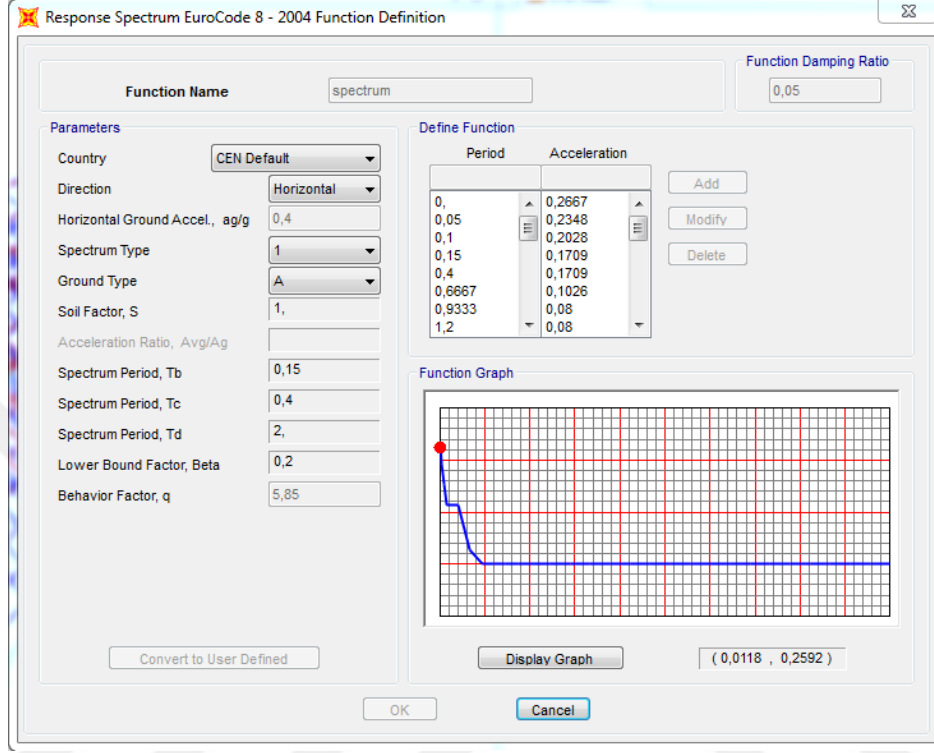 Response Spectrum EuroCode 8 - 2004 Function Definition
Function Damping Ratio
Function Name spectrum 0,05
Parameters
Country CEN Default
Direction Horizontal
Horizontal Ground Accel., ag/g 0,4
Spectrum Type 1
Ground Type A
Soil Factor, S 1,
Acceleration Ratio, Avg/Ag
Spectrum Period, Tb 0,15
Spectrum Period, Tc 0,4
Spectrum Period, Td 2,
Lower Bound Factor, Beta 0,2
Behavior Factor, q 5,85
Convert to User Defined
Define Function
Period Acceleration
0, 0,2667
0,05 0,2348
0,1 0,2028
0,15 0,1709
0,4 0,1709
0,6667 0,1026
0,9333 0,08
1,2 0,08
Add
Modify
Delete
Function Graph
Display Graph (0,0118 , 0,2592)
OK Cancel